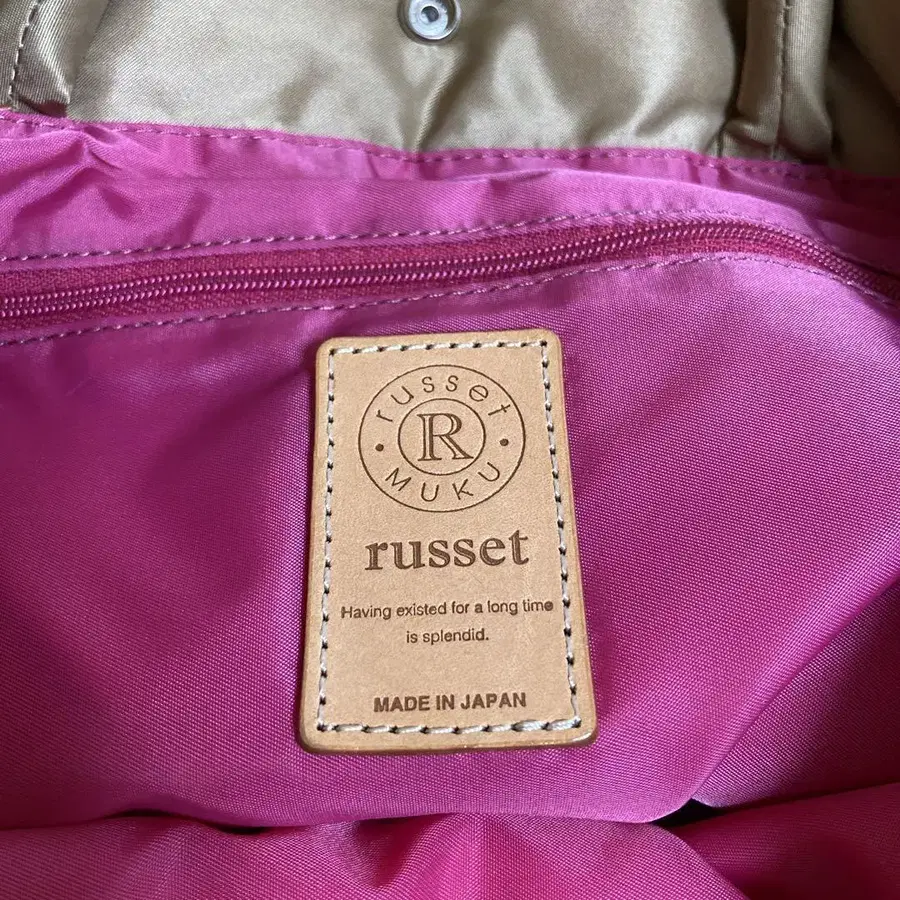 russet
R
MUKU
russet
Having existed for a long time
is splendid.
MADE IN JAPAN